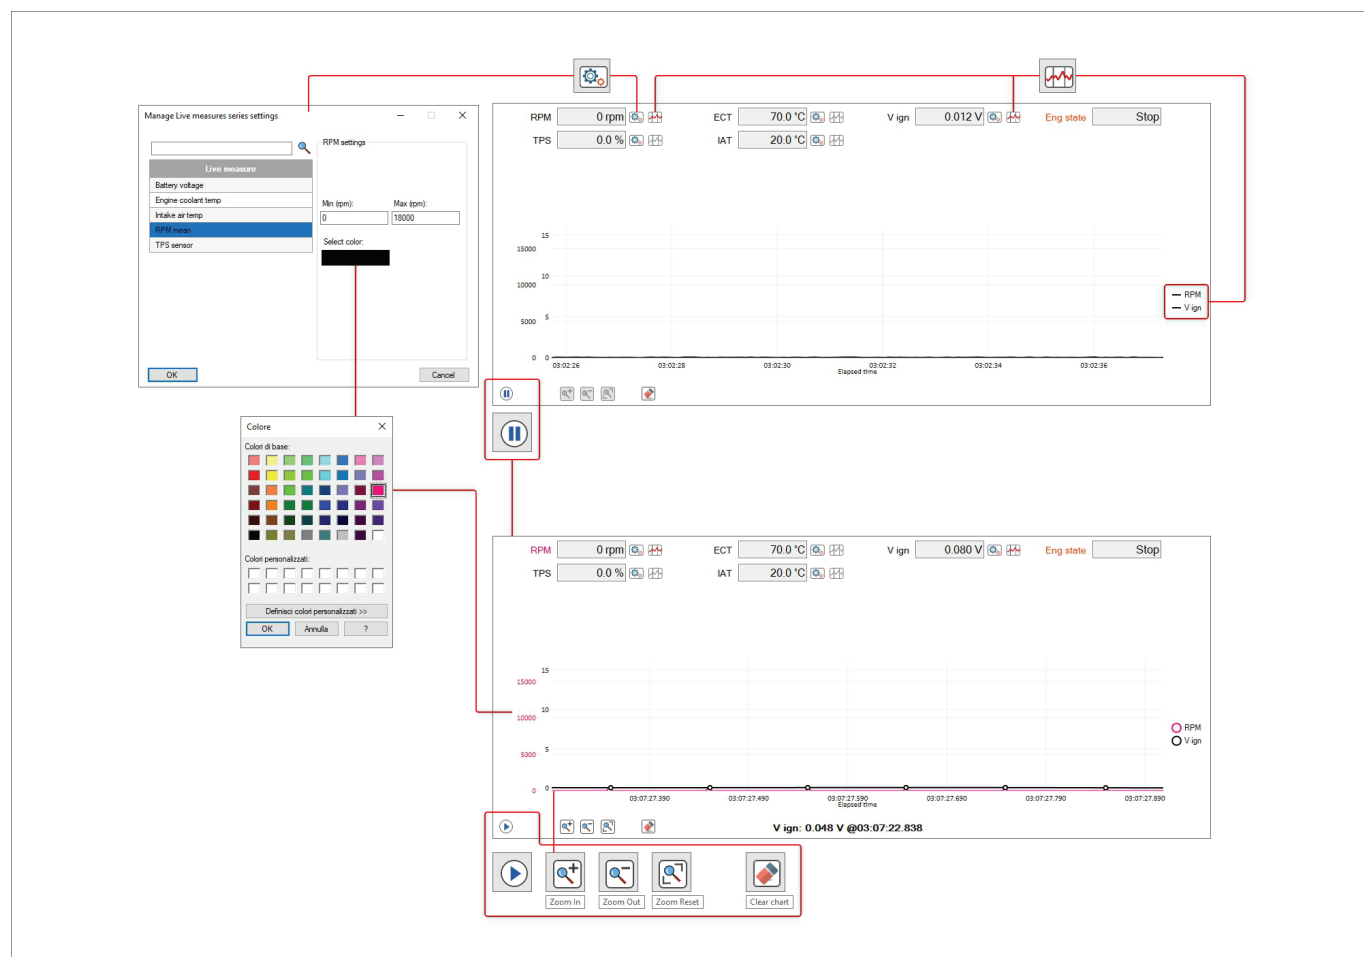 Manage Live measures series settings
RPM settings
Live measure
Battery voltage
Engine coolant temp
Intake air temp
RPM mean
TPS sensor
Min (rpm):
Max (rpm):
0
18000
Select color:
OK
Cancel
RPM 0 rpm
ECT 70.0 °C
V ign 0.012 V
Eng state Stop
TPS 0.0 %
IAT 20.0 °C
15
15000
10
10000
5
5000
0 0
03:02:26 03:02:28 03:02:30 03:02:32 03:02:34 03:02:36
Elapsed time
RPM
V ign
Colore
Colori di base:
Colori personalizzati:
Definisci colori personalizzati >>
OK Annulla ?
RPM 0 rpm
ECT 70.0 °C
V ign 0.080 V
Eng state Stop
TPS 0.0 %
IAT 20.0 °C
15
15000
10
10000
5
5000
0 0
03:07:27.390 03:07:27.490 03:07:27.590 03:07:27.690 03:07:27.790 03:07:27.890
Elapsed time
RPM
V ign
V ign: 0.048 V @03:07:22.838
Zoom In
Zoom Out
Zoom Reset
Clear chart